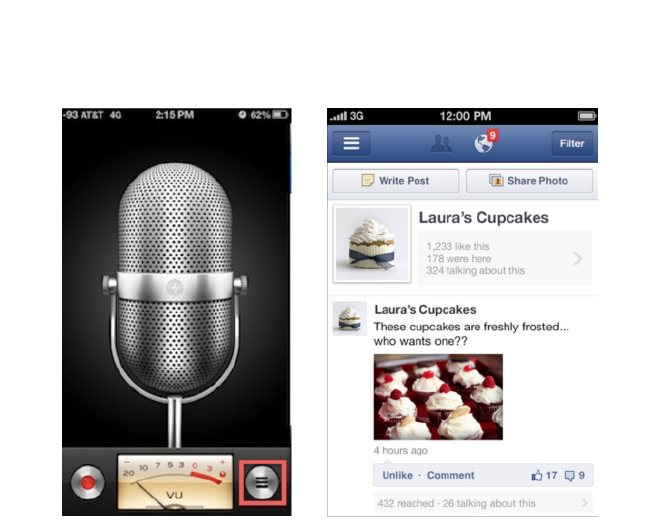 -93 AT&T 4G 2:15 PM 62%
20 10 7 5 3 0 3
VU
3G 12:00 PM
9
Filter
Write Post Share Photo
Laura's Cupcakes
1,233 like this
178 were here
324 talking about this
Laura's Cupcakes
These cupcakes are freshly frosted...
who wants one??
4 hours ago
Unlike · Comment 17 9
432 reached · 26 talking about this